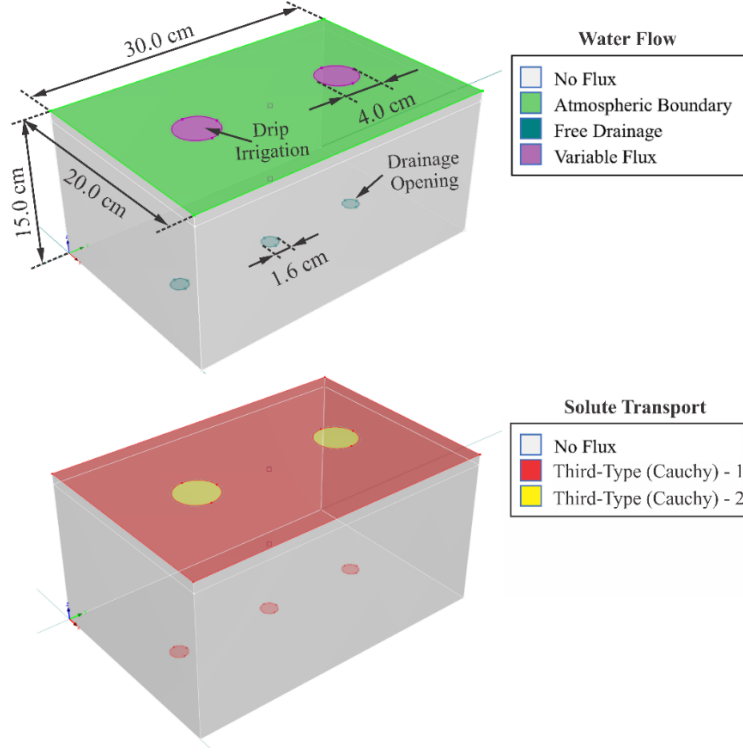 30.0 cm
Drip
Irrigation
4.0 cm
Drainage
Opening
20.0 cm
15.0 cm
1.6 cm
Water Flow
No Flux
Atmospheric Boundary
Free Drainage
Variable Flux
Solute Transport
No Flux
Third-Type (Cauchy) - 1
Third-Type (Cauchy) - 2